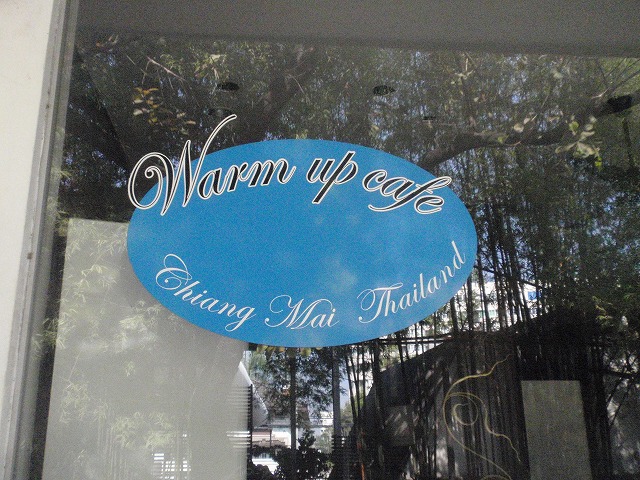 Warm up cafe
Chiang Mai Thailand